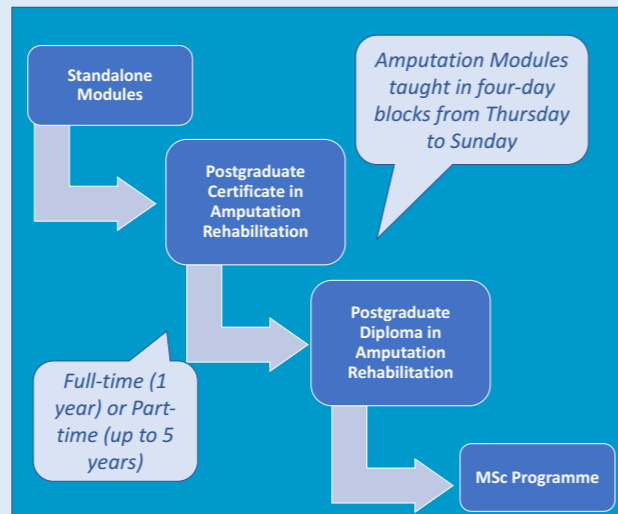 Standalone
Modules
Amputation Modules
taught in four-day
blocks from Thursday
to Sunday
Postgraduate
Certificate in
Amputation
Rehabilitation
Postgraduate
Diploma in
Amputation
Rehabilitation
Full-time (1
year) or Part-
time (up to 5
years)
MSc Programme